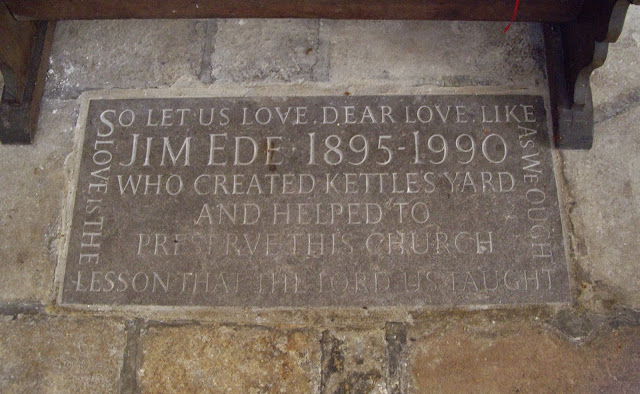 SO LET US LOVE. DEAR LOVE. LIKE
AS WE OUGH
JIM EDE · 1895-1990
WHO CREATED KETTLE'S YARD
AND HELPED TO
PRESERVE THIS CHURCH
LOVE IS THE
LESSON THAT THE LORD US TAUGHT